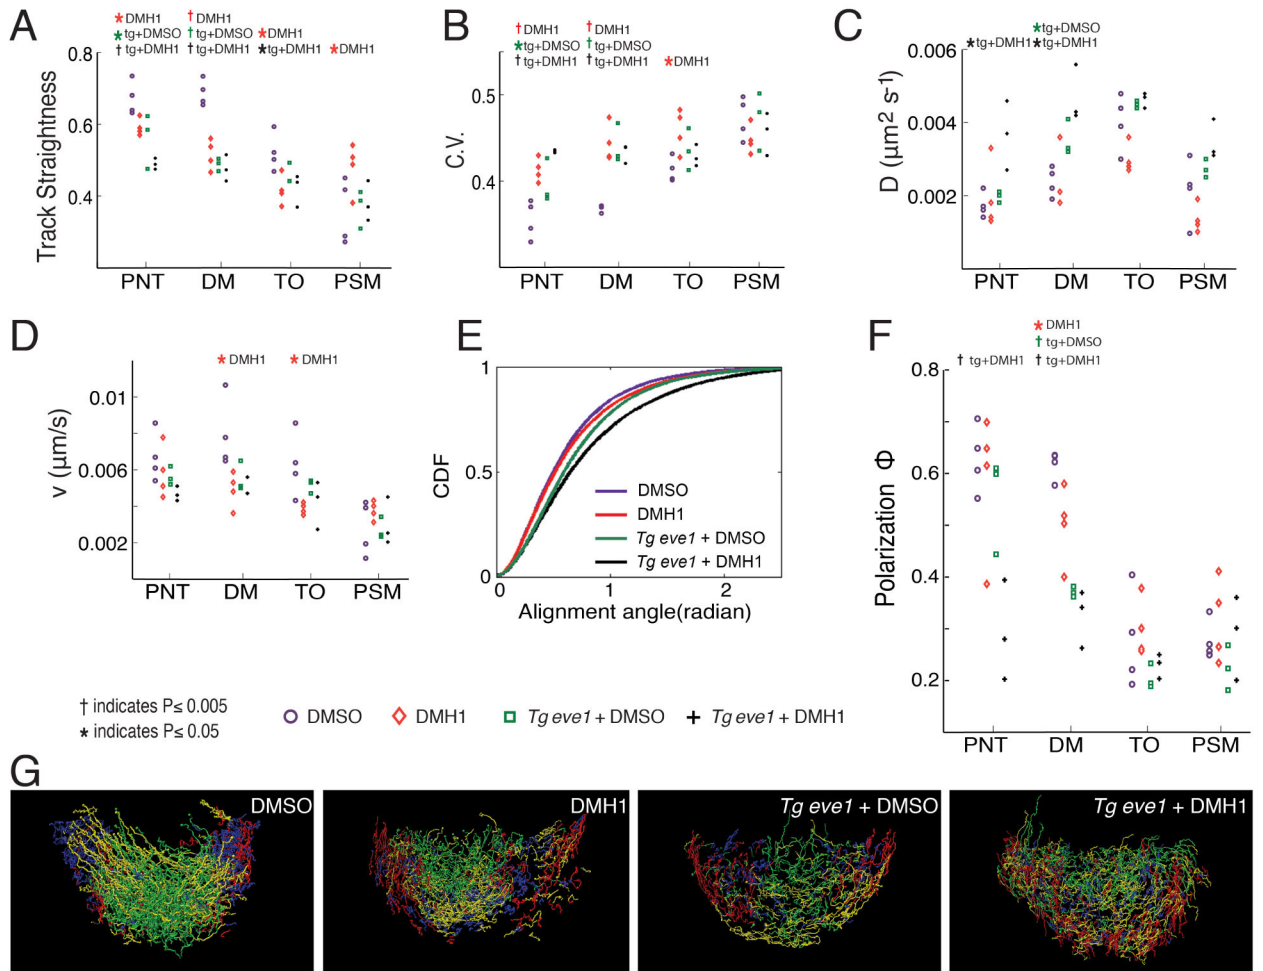 A
* DMH1 † DMH1
* tg+DMSO † tg+DMSO * DMH1
† tg+DMH1 † tg+DMH1 * tg+DMH1 * DMH1
Track Straightness
0.8
0.6
0.4
PNT DM TO PSM
B
† DMH1 † DMH1
* tg+DMSO † tg+DMSO
† tg+DMH1 † tg+DMH1 * DMH1
C.V.
0.5
0.4
PNT DM TO PSM
C
* tg+DMSO
* tg+DMH1 * tg+DMH1
D (µm² s⁻¹)
0.006
0.004
0.002
PNT DM TO PSM
D
* DMH1 * DMH1
v (µm/s)
0.01
0.006
0.002
PNT DM TO PSM
E
CDF
1
0.5
0
0 1 2
DMSO
DMH1
Tg eve1 + DMSO
Tg eve1 + DMH1
Alignment angle(radian)
F
* DMH1
† tg+DMSO
† tg+DMH1 † tg+DMH1
Polarization Φ
0.8
0.6
0.4
0.2
PNT DM TO PSM
† indicates P≤ 0.005
* indicates P≤ 0.05
DMSO DMH1 Tg eve1 + DMSO Tg eve1 + DMH1
G
DMSO
DMH1
Tg eve1 + DMSO
Tg eve1 + DMH1